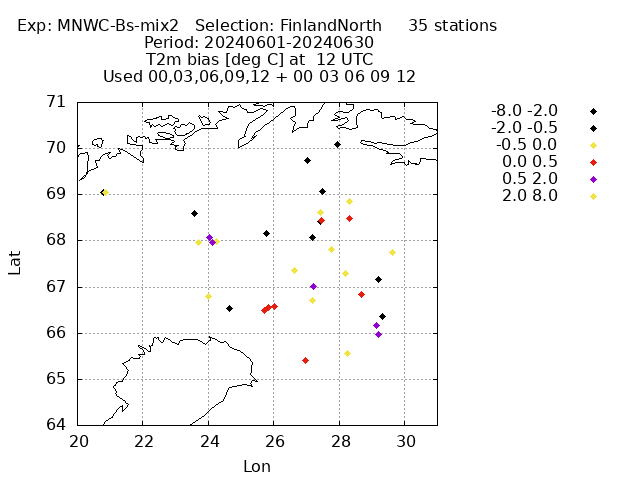 Exp: MNWC-Bs-mix2   Selection: FinlandNorth     35 stations
Period: 20240601-20240630
T2m bias [deg C] at  12 UTC
Used 00,03,06,09,12 + 00 03 06 09 12
-8.0 -2.0
-2.0 -0.5
-0.5 0.0
0.0 0.5
0.5 2.0
2.0 8.0
71
70
69
68
67
66
65
64
Lat
20 22 24 26 28 30
Lon